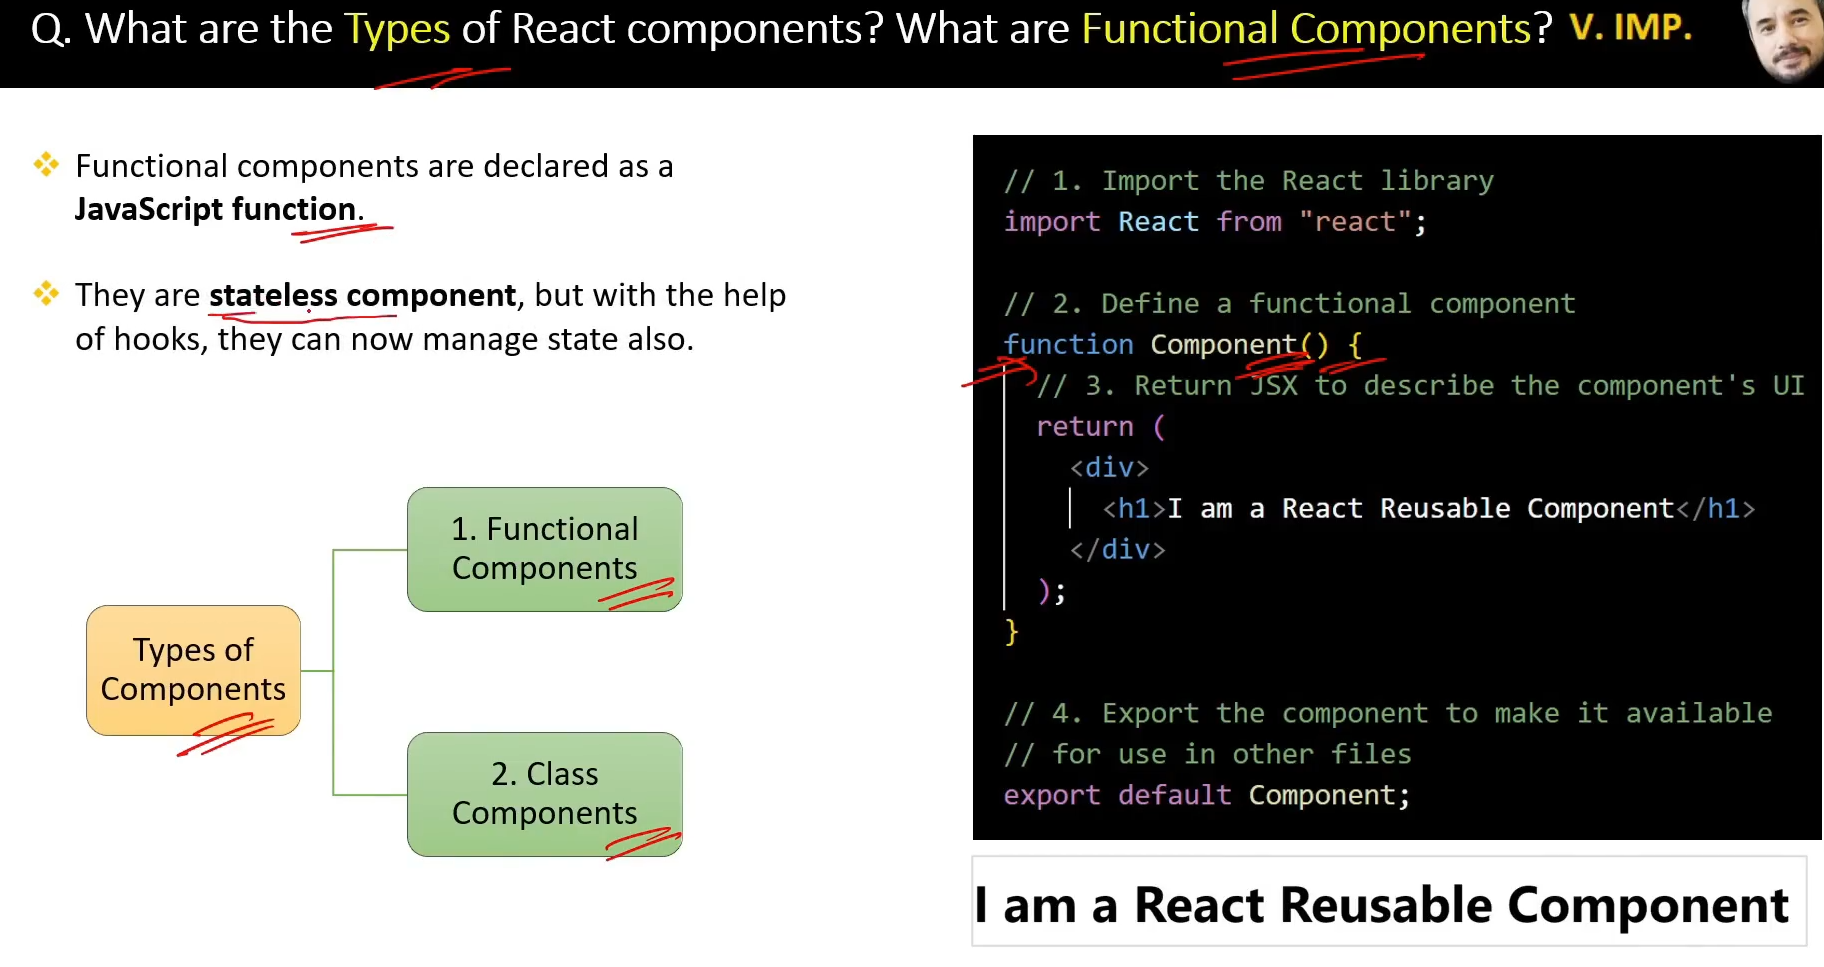 Q. What are the Types of React components? What are Functional Components? V. IMP.
Functional components are declared as a
JavaScript function.
They are stateless component, but with the help
of hooks, they can now manage state also.
Types of
Components
1. Functional
Components
2. Class
Components
// 1. Import the React library
import React from "react";
// 2. Define a functional component
function Component() {
// 3. Return JSX to describe the component's UI
return (
<div>
<h1>I am a React Reusable Component</h1>
</div>
);
}
// 4. Export the component to make it available
// for use in other files
export default Component;
I am a React Reusable Component